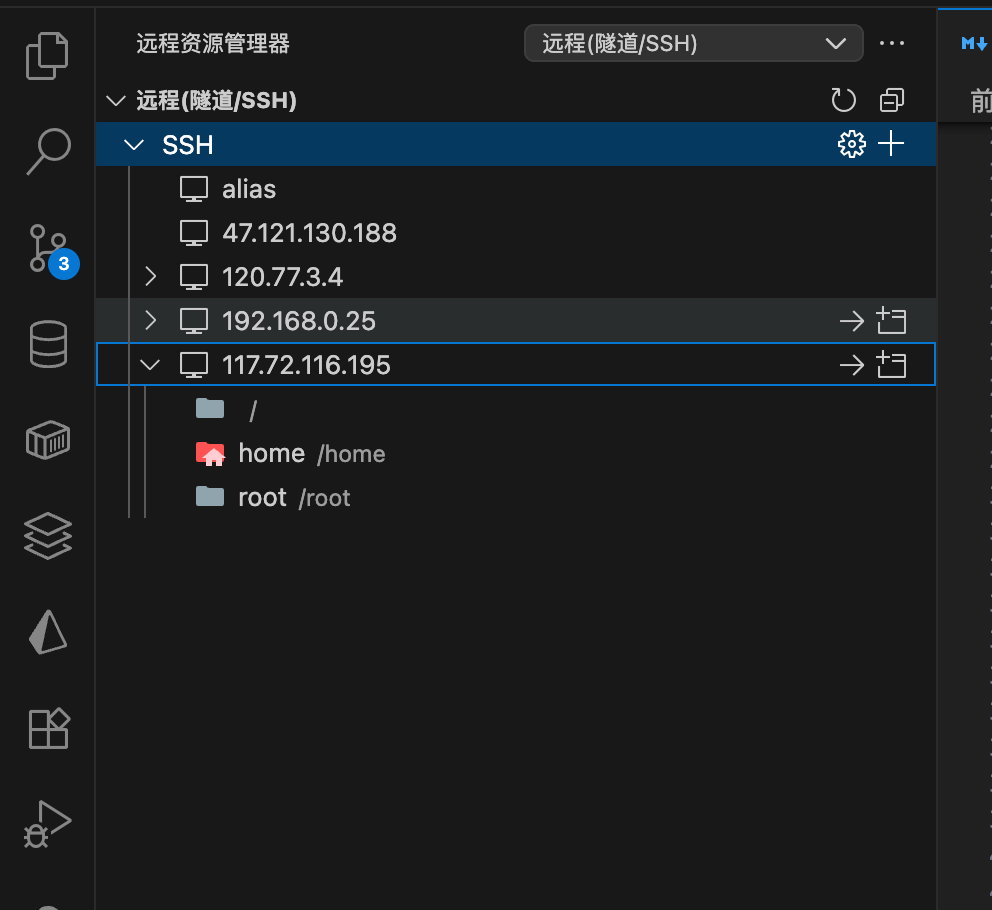 远程资源管理器
远程(隧道/SSH)
M
远程(隧道/SSH)
前
SSH
alias
47.121.130.188
3
120.77.3.4
192.168.0.25
117.72.116.195
/
home /home
root /root